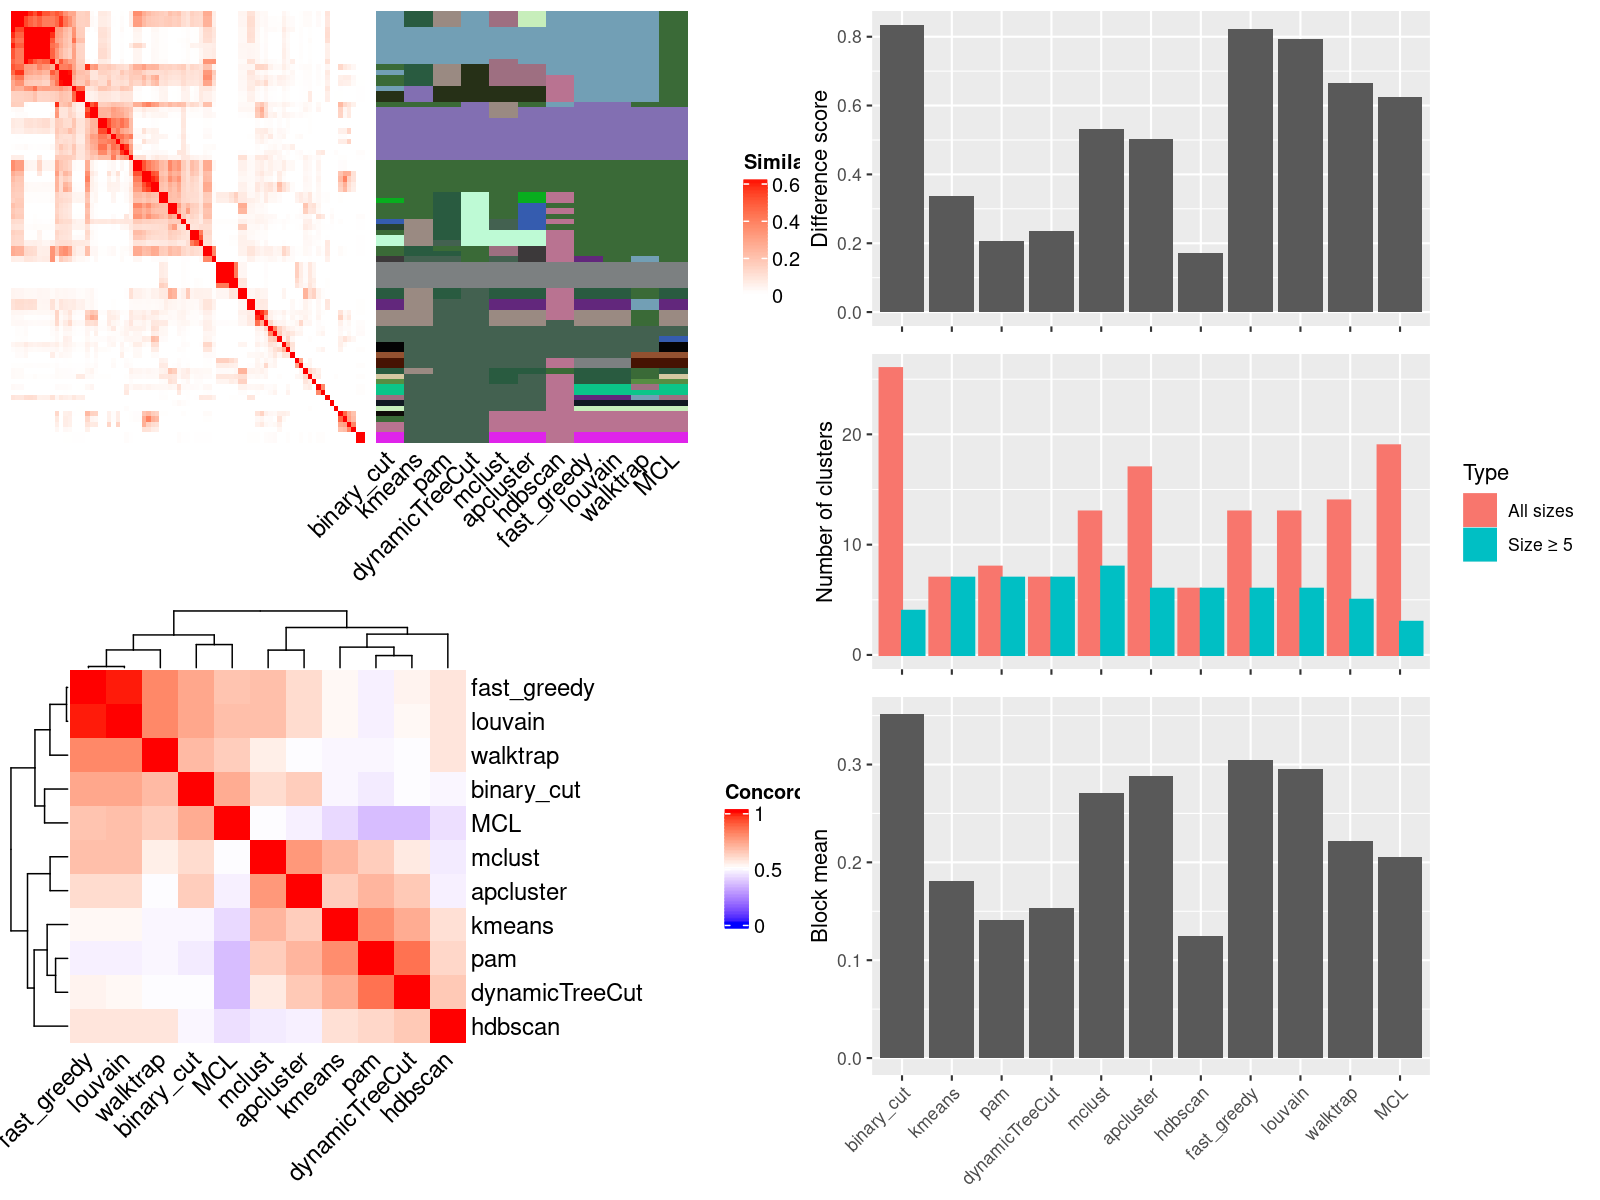 Simila
0.6
0.4
0.2
0
binary_cut
kmeans
pam
dynamicTreeCut
mclust
apcluster
hdbscan
fast_greedy
louvain
walktrap
MCL
fast_greedy
louvain
walktrap
binary_cut
MCL
mclust
apcluster
kmeans
pam
dynamicTreeCut
hdbscan
fast_greedy
louvain
walktrap
binary_cut
MCL
mclust
apcluster
kmeans
pam
dynamicTreeCut
hdbscan
Concord
1
0.5
0
Difference score
0.8
0.6
0.4
0.2
0.0
Number of clusters
20
10
0
Type
All sizes
Size ≥ 5
Block mean
0.3
0.2
0.1
0.0
binary_cut
kmeans
pam
dynamicTreeCut
mclust
apcluster
hdbscan
fast_greedy
louvain
walktrap
MCL